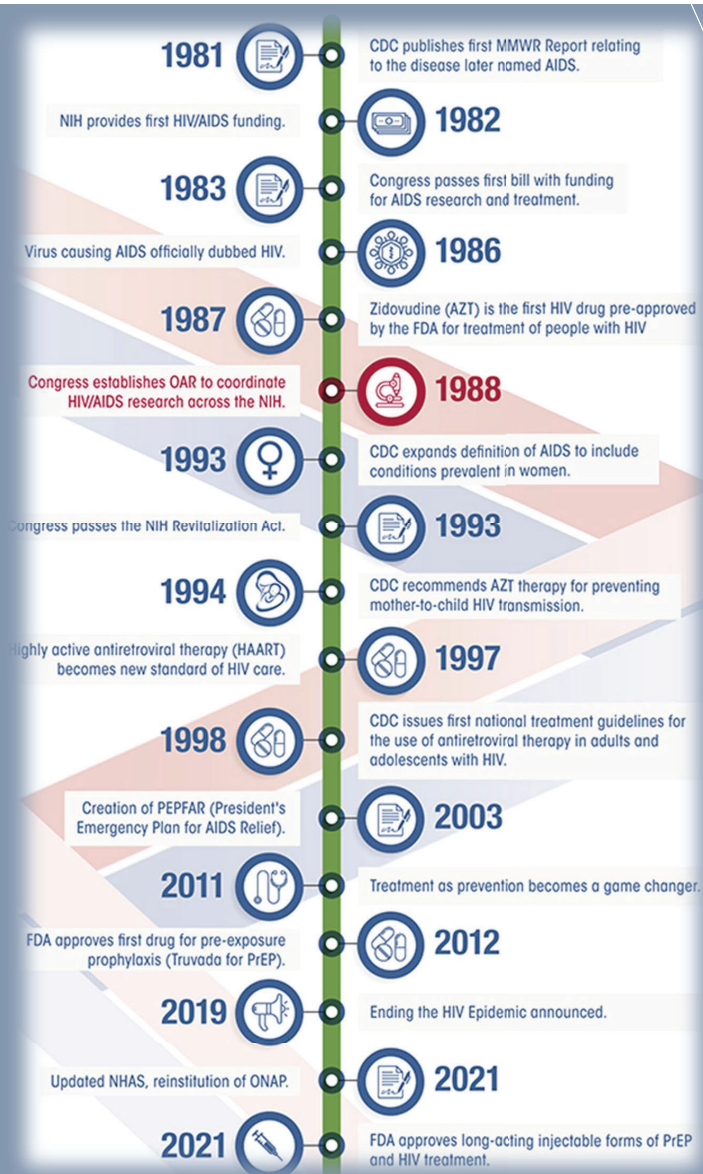 1981
CDC publishes first MMWR Report relating
to the disease later named AIDS.
NIH provides first HIV/AIDS funding.
1982
1983
Congress passes first bill with funding
for AIDS research and treatment.
Virus causing AIDS officially dubbed HIV.
1986
1987
Zidovudine (AZT) is the first HIV drug pre-approved
by the FDA for treatment of people with HIV
Congress establishes OAR to coordinate
HIV/AIDS research across the NIH.
1988
1993
CDC expands definition of AIDS to include
conditions prevalent in women.
Congress passes the NIH Revitalization Act.
1993
1994
CDC recommends AZT therapy for preventing
mother-to-child HIV transmission.
Highly active antiretroviral therapy (HAART)
becomes new standard of HIV care.
1997
1998
CDC issues first national treatment guidelines for
the use of antiretroviral therapy in adults and
adolescents with HIV.
Creation of PEPFAR (President's
Emergency Plan for AIDS Relief).
2003
2011
Treatment as prevention becomes a game changer.
FDA approves first drug for pre-exposure
prophylaxis (Truvada for PrEP).
2012
2019
Ending the HIV Epidemic announced.
Updated NHAS, reinstitution of ONAP.
2021
2021
FDA approves long-acting injectable forms of PrEP
and HIV treatment.